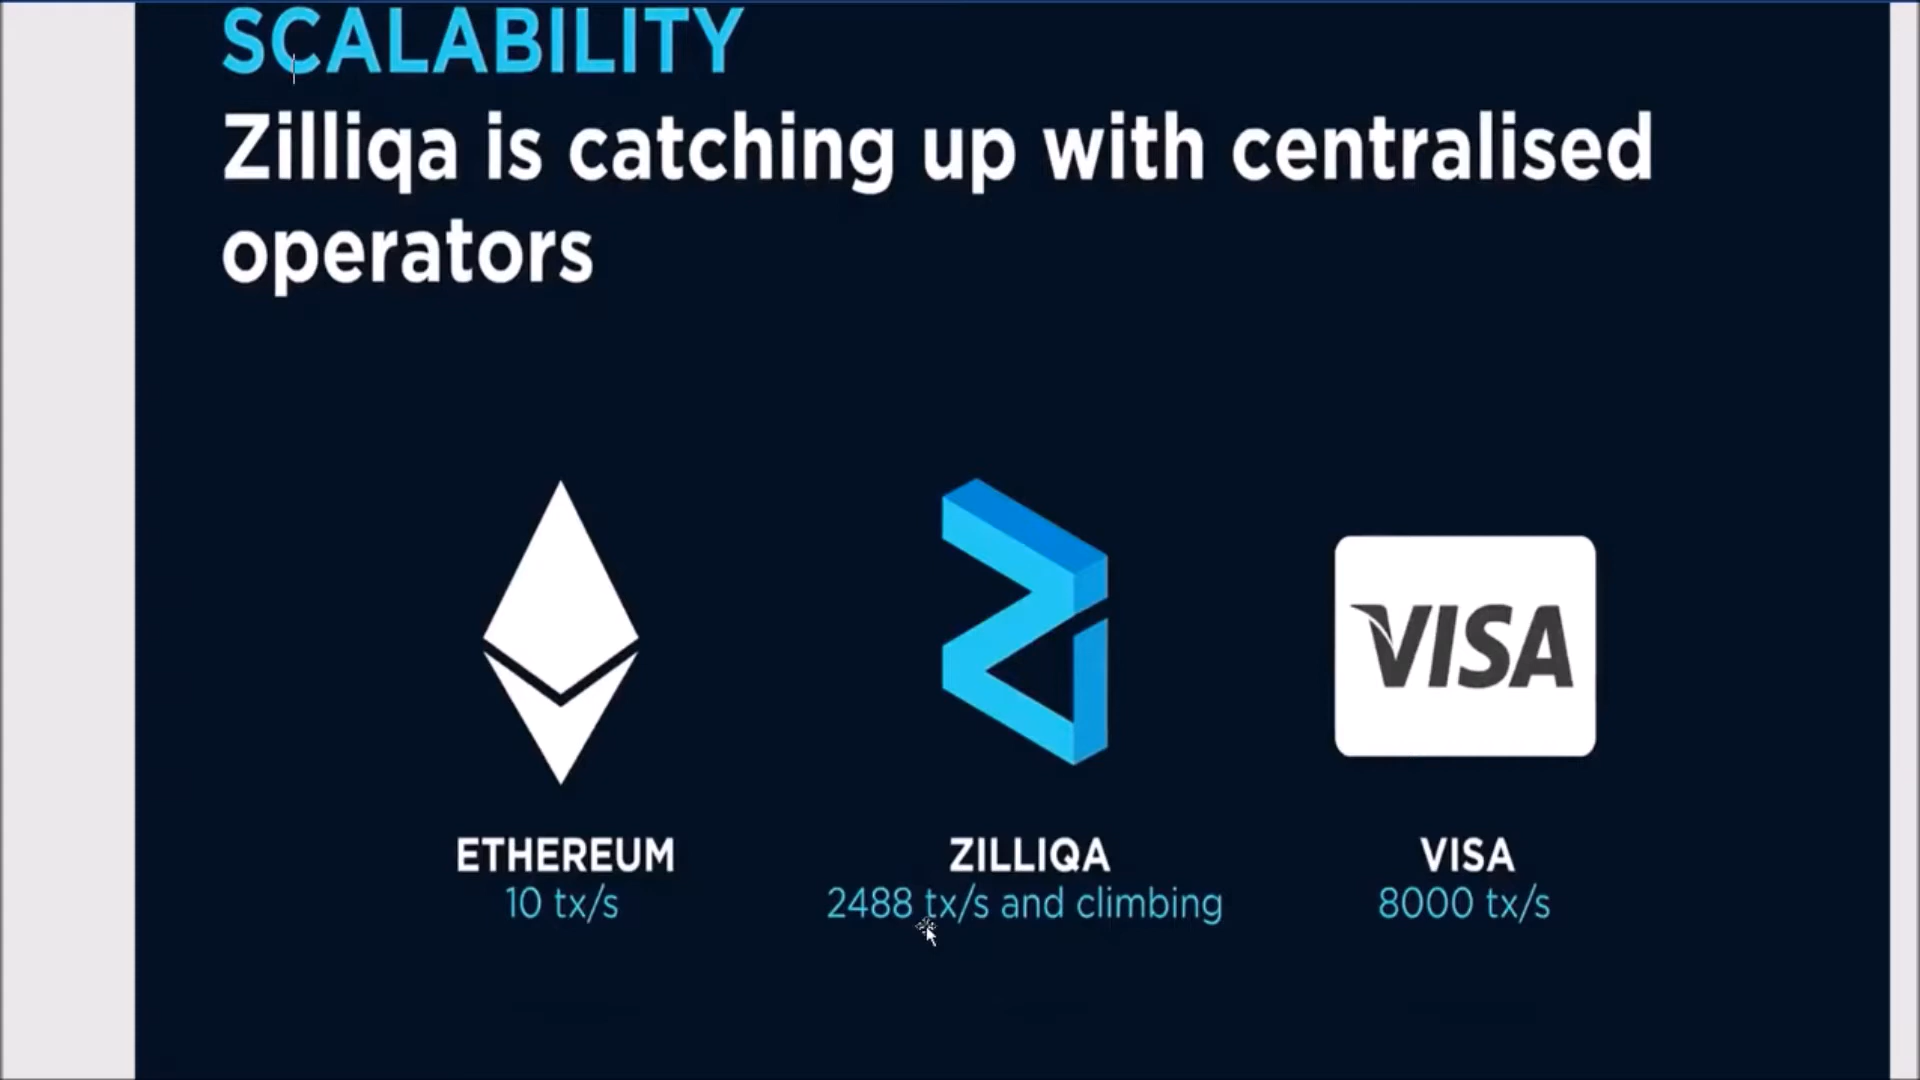 SCALABILITY
Zilliqa is catching up with centralised
operators
VISA
ETHEREUM
10 tx/s
ZILLIQA
2488 tx/s and climbing
VISA
8000 tx/s